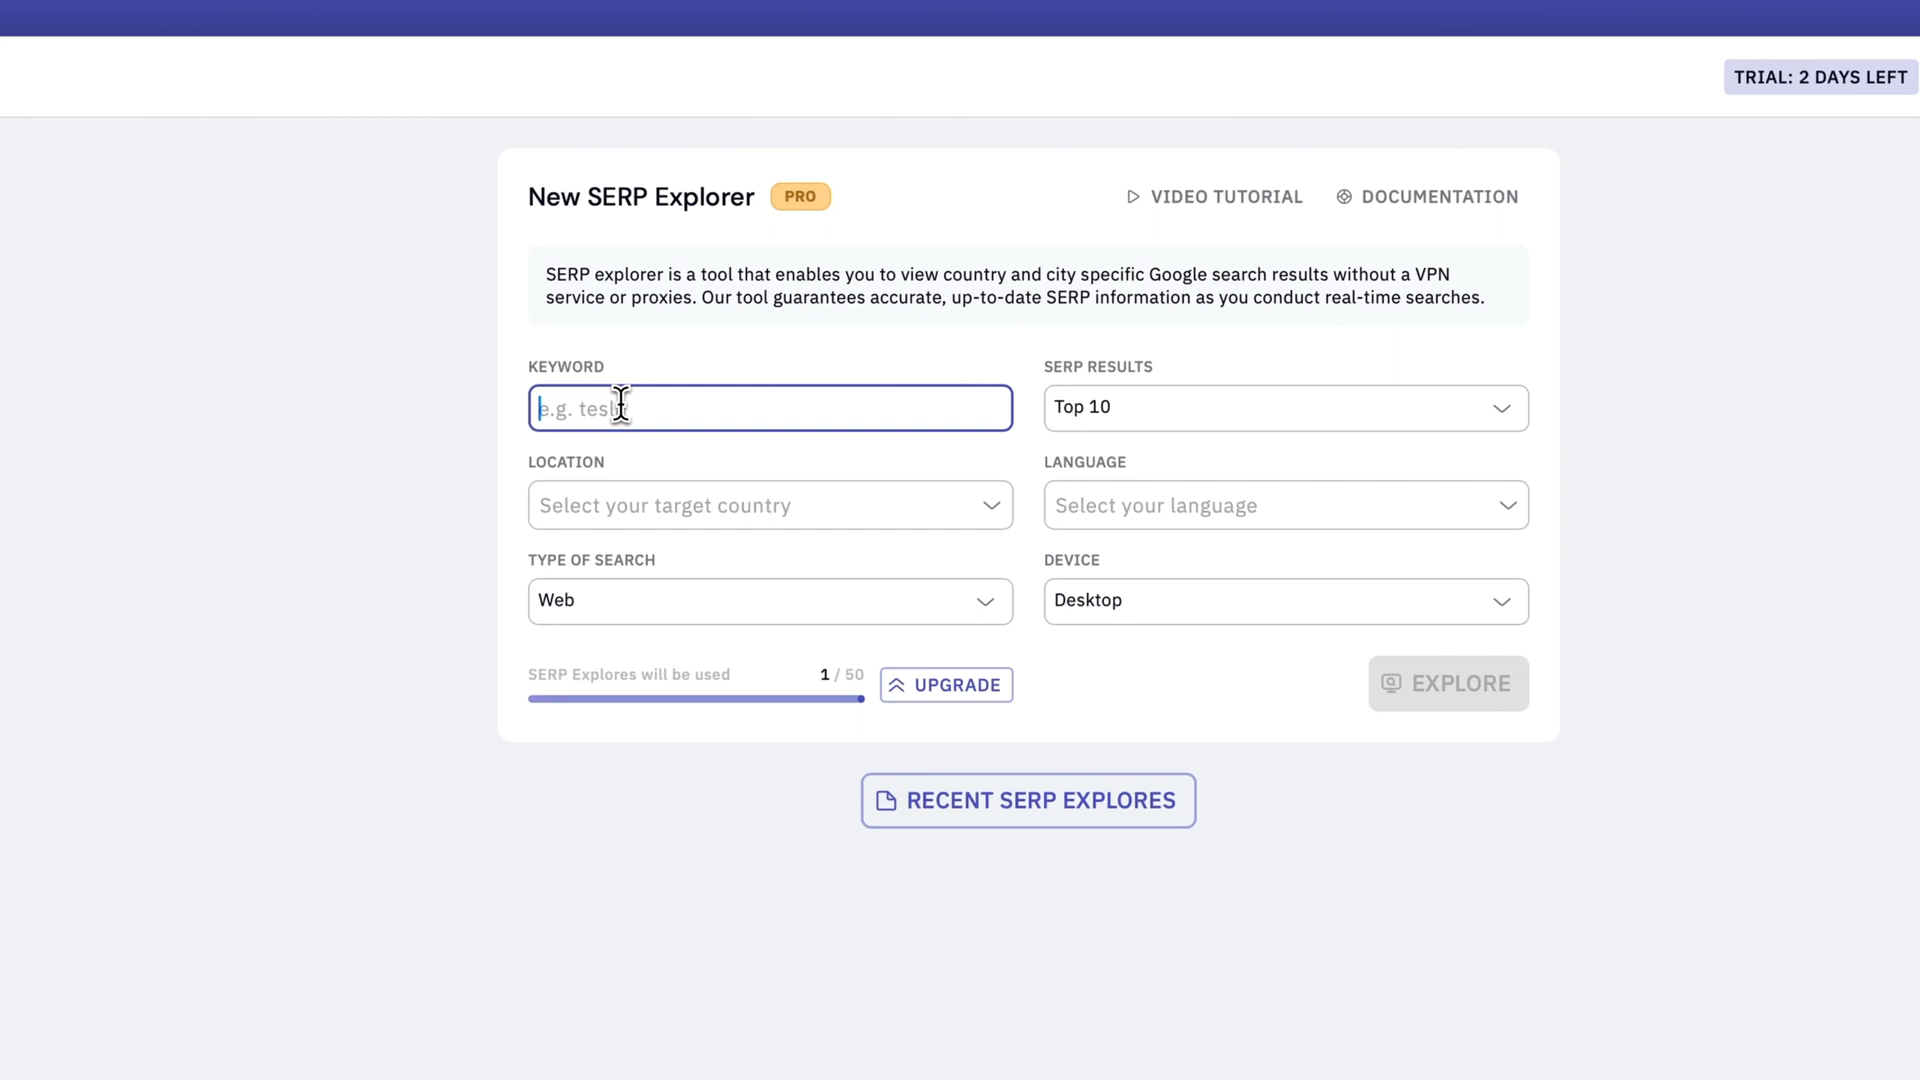 TRIAL: 2 DAYS LEFT
New SERP Explorer PRO
VIDEO TUTORIAL
DOCUMENTATION
SERP explorer is a tool that enables you to view country and city specific Google search results without a VPN
service or proxies. Our tool guarantees accurate, up-to-date SERP information as you conduct real-time searches.
KEYWORD
e.g. tesla
SERP RESULTS
Top 10
LOCATION
Select your target country
LANGUAGE
Select your language
TYPE OF SEARCH
Web
DEVICE
Desktop
SERP Explores will be used 1 / 50
UPGRADE
EXPLORE
RECENT SERP EXPLORES